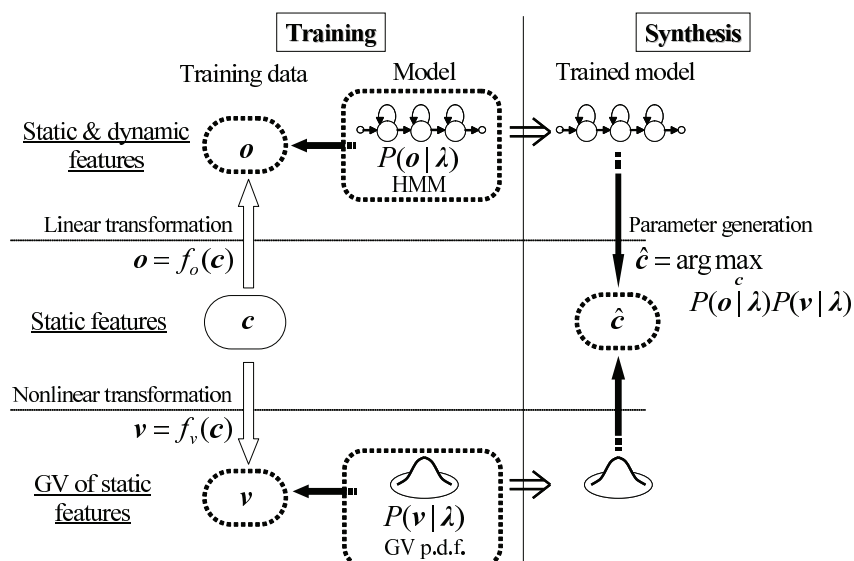 Training
Synthesis
Training data
Model
Trained model
Static & dynamic
features
o
P(o | λ)
HMM
Linear transformation
o = f_o(c)
Parameter generation
ĉ = arg max
c
P(o | λ)P(v | λ)
Static features
c
ĉ
Nonlinear transformation
v = f_v(c)
GV of static
features
v
P(v | λ)
GV p.d.f.